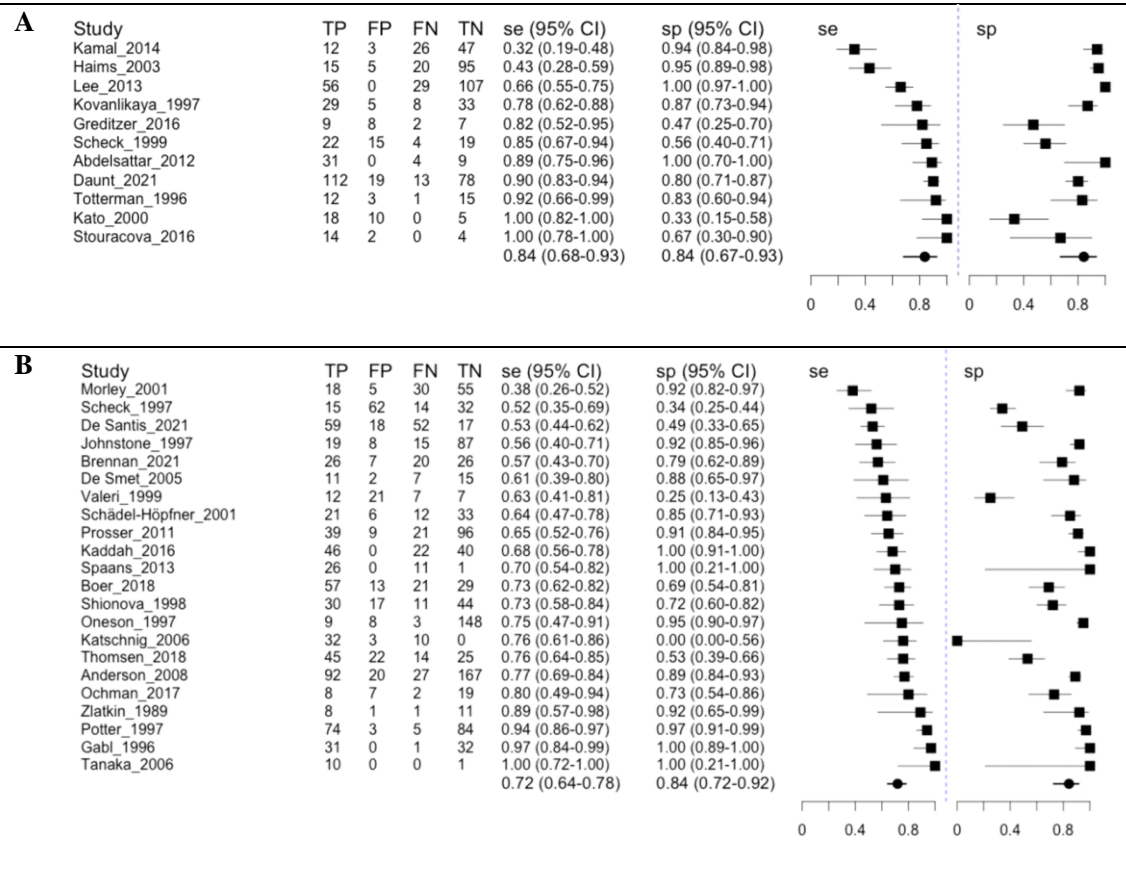 A
Study TP FP FN TN se (95% CI) sp (95% CI) se sp
Kamal_2014 12 3 26 47 0.32 (0.19-0.48) 0.94 (0.84-0.98)
Haims_2003 15 5 20 95 0.43 (0.28-0.59) 0.95 (0.89-0.98)
Lee_2013 56 0 29 107 0.66 (0.55-0.75) 1.00 (0.97-1.00)
Kovanlikaya_1997 29 5 8 33 0.78 (0.62-0.88) 0.87 (0.73-0.94)
Greditzer_2016 9 8 2 7 0.82 (0.52-0.95) 0.47 (0.25-0.70)
Scheck_1999 22 15 4 19 0.85 (0.67-0.94) 0.56 (0.40-0.71)
Abdelsattar_2012 31 0 4 9 0.89 (0.75-0.96) 1.00 (0.70-1.00)
Daunt_2021 112 19 13 78 0.90 (0.83-0.94) 0.80 (0.71-0.87)
Totterman_1996 12 3 1 15 0.92 (0.66-0.99) 0.83 (0.60-0.94)
Kato_2000 18 10 0 5 1.00 (0.82-1.00) 0.33 (0.15-0.58)
Stouracova_2016 14 2 0 4 1.00 (0.78-1.00) 0.67 (0.30-0.90)
0.84 (0.68-0.93) 0.84 (0.67-0.93)
0 0.4 0.8 0 0.4 0.8
B
Study TP FP FN TN se (95% CI) sp (95% CI) se sp
Morley_2001 18 5 30 55 0.38 (0.26-0.52) 0.92 (0.82-0.97)
Scheck_1997 15 62 14 32 0.52 (0.35-0.69) 0.34 (0.25-0.44)
De Santis_2021 59 18 52 17 0.53 (0.44-0.62) 0.49 (0.33-0.65)
Johnstone_1997 19 8 15 87 0.56 (0.40-0.71) 0.92 (0.85-0.96)
Brennan_2021 26 7 20 26 0.57 (0.43-0.70) 0.79 (0.62-0.89)
De Smet_2005 11 2 7 15 0.61 (0.39-0.80) 0.88 (0.65-0.97)
Valeri_1999 12 21 7 7 0.63 (0.41-0.81) 0.25 (0.13-0.43)
Schädel-Höpfner_2001 21 6 12 33 0.64 (0.47-0.78) 0.85 (0.71-0.93)
Prosser_2011 39 9 21 96 0.65 (0.52-0.76) 0.91 (0.84-0.95)
Kaddah_2016 46 0 22 40 0.68 (0.56-0.78) 1.00 (0.91-1.00)
Spaans_2013 26 0 11 1 0.70 (0.54-0.82) 1.00 (0.21-1.00)
Boer_2018 57 13 21 29 0.73 (0.62-0.82) 0.69 (0.54-0.81)
Shionova_1998 30 17 11 44 0.73 (0.58-0.84) 0.72 (0.60-0.82)
Oneson_1997 9 8 3 148 0.75 (0.47-0.91) 0.95 (0.90-0.97)
Katschnig_2006 32 3 10 0 0.76 (0.61-0.86) 0.00 (0.00-0.56)
Thomsen_2018 45 22 14 25 0.76 (0.64-0.85) 0.53 (0.39-0.66)
Anderson_2008 92 20 27 167 0.77 (0.69-0.84) 0.89 (0.84-0.93)
Ochman_2017 8 7 2 19 0.80 (0.49-0.94) 0.73 (0.54-0.86)
Zlatkin_1989 8 1 1 11 0.89 (0.57-0.98) 0.92 (0.65-0.99)
Potter_1997 74 3 5 84 0.94 (0.86-0.97) 0.97 (0.91-0.99)
Gabl_1996 31 0 1 32 0.97 (0.84-0.99) 1.00 (0.89-1.00)
Tanaka_2006 10 0 0 1 1.00 (0.72-1.00) 1.00 (0.21-1.00)
0.72 (0.64-0.78) 0.84 (0.72-0.92)
0 0.4 0.8 0 0.4 0.8